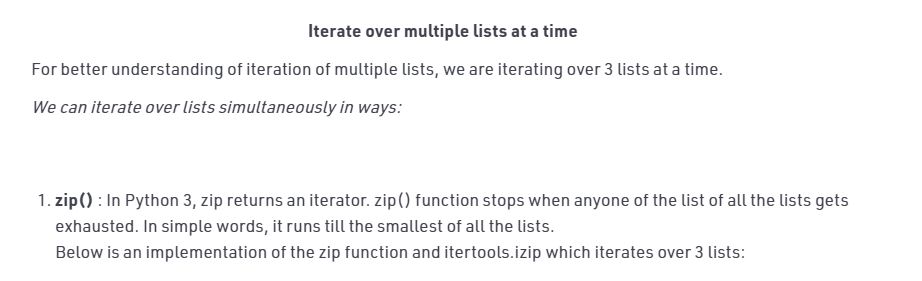 Iterate over multiple lists at a time
For better understanding of iteration of multiple lists, we are iterating over 3 lists at a time.
We can iterate over lists simultaneously in ways:
1. zip() : In Python 3, zip returns an iterator. zip() function stops when anyone of the list of all the lists gets
exhausted. In simple words, it runs till the smallest of all the lists.
Below is an implementation of the zip function and itertools.izip which iterates over 3 lists: